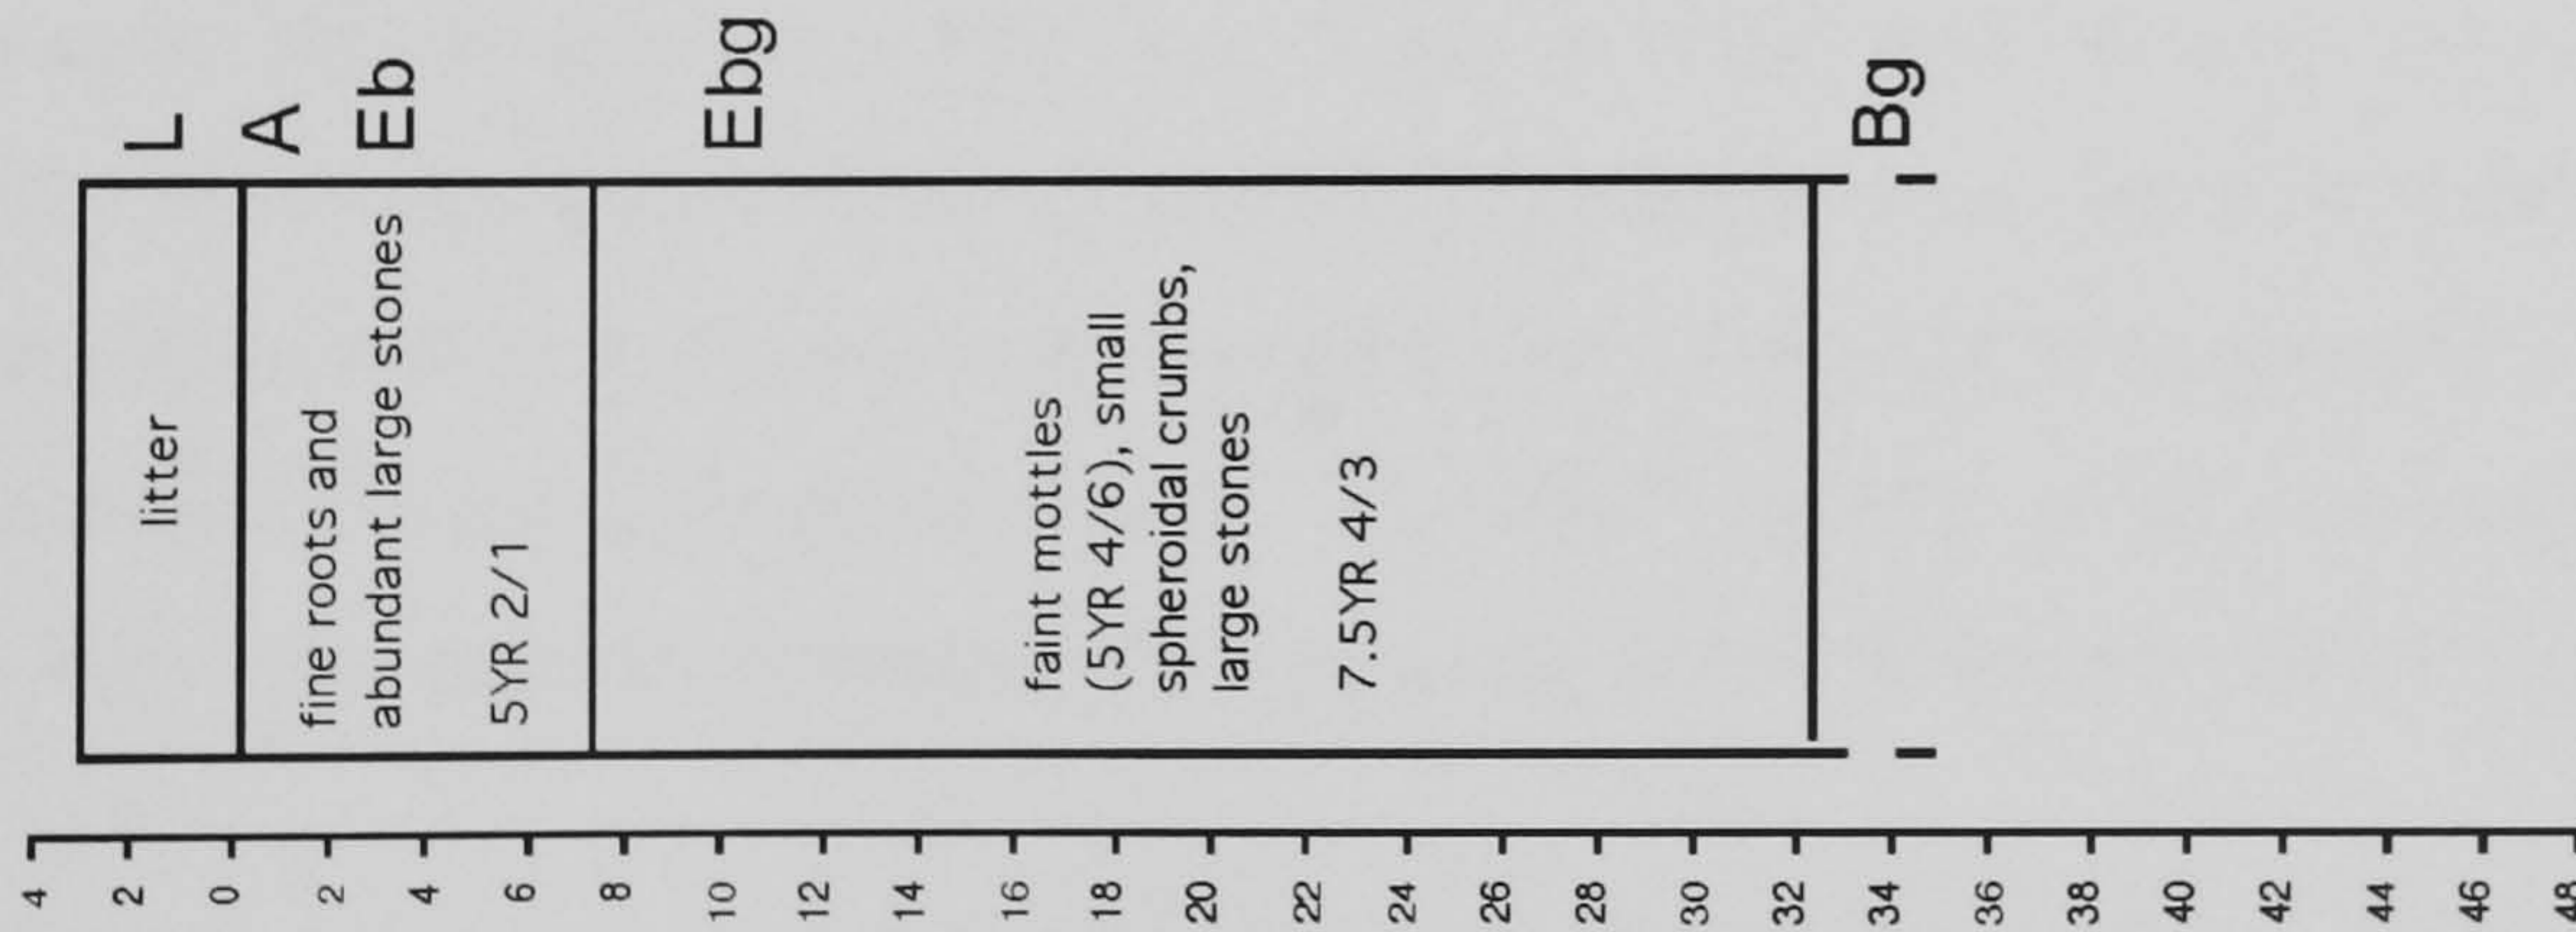 L
A
Eb
Ebg
Bg
litter
fine roots and
abundant large stones
5YR 2/1
faint mottles
(5YR 4/6), small
spheroidal crumbs,
large stones
7.5YR 4/3
4
2
0
2
4
6
8
10
12
14
16
18
20
22
24
26
28
30
32
34
36
38
40
42
44
46
48